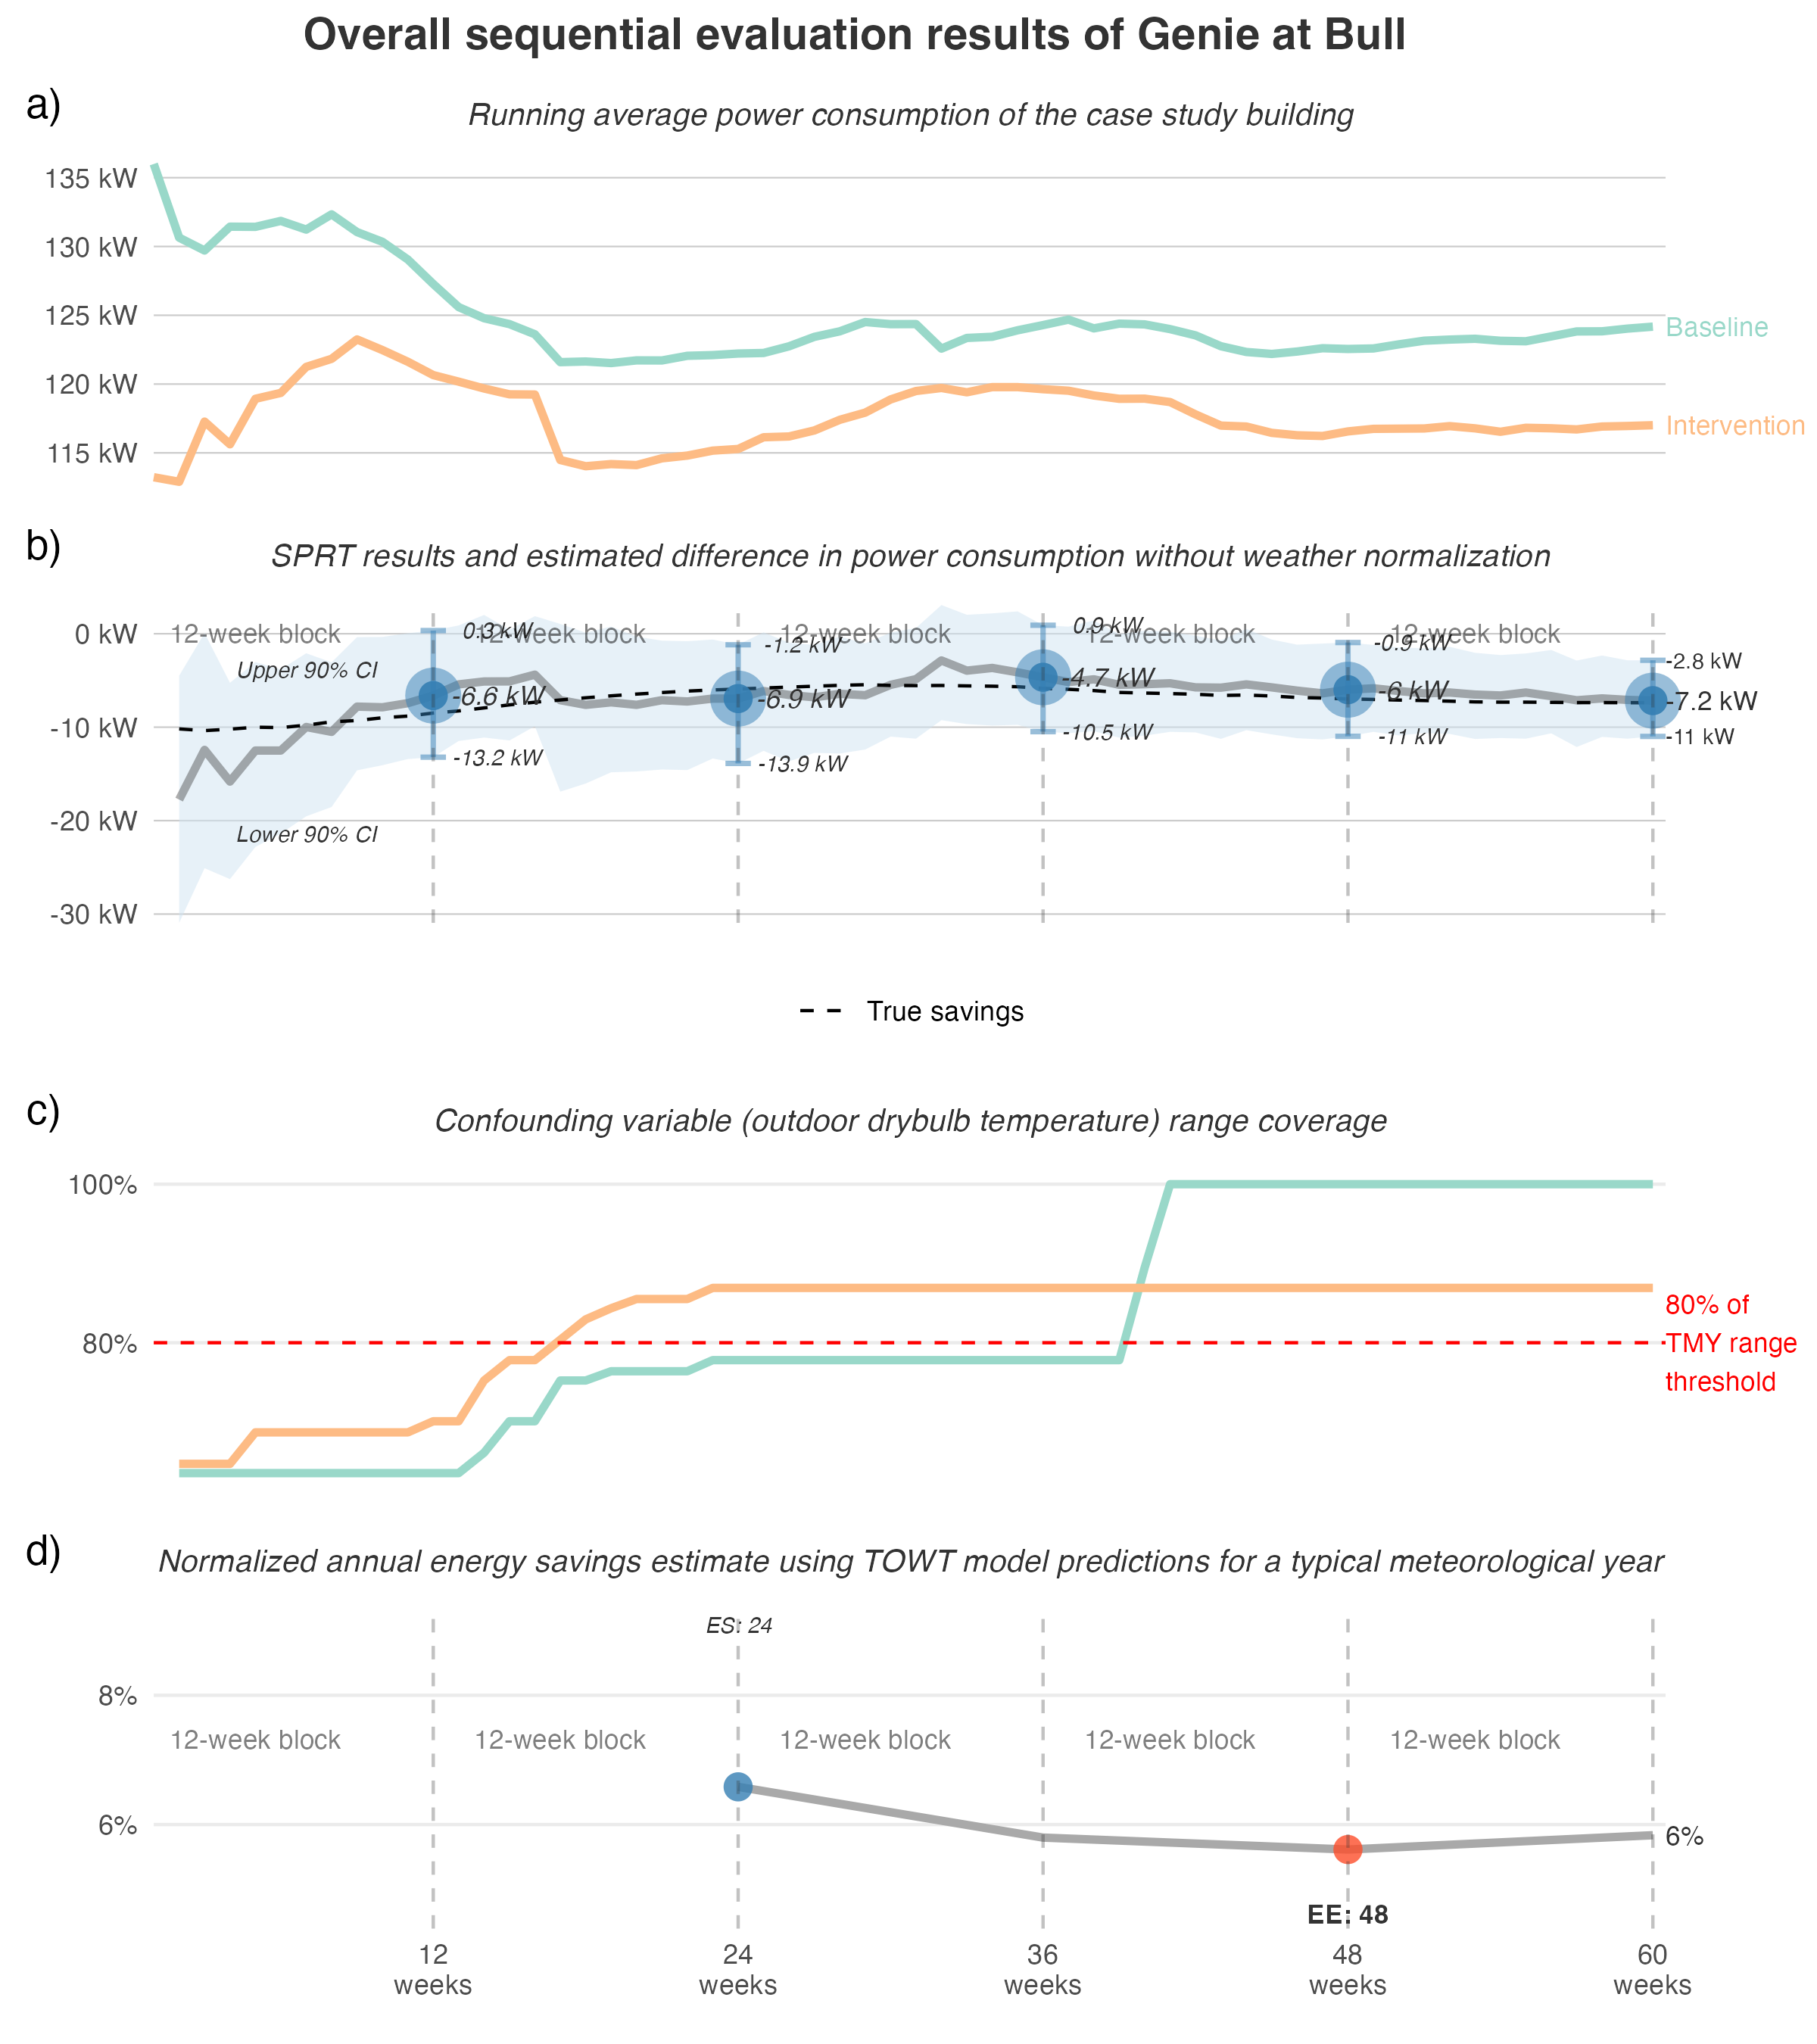 Overall sequential evaluation results of Genie at Bull
a)
Running average power consumption of the case study building
135 kW
130 kW
125 kW
120 kW
115 kW
Baseline
Intervention
b)
SPRT results and estimated difference in power consumption without weather normalization
0 kW
-10 kW
-20 kW
-30 kW
12-week block
12-week block
12-week block
12-week block
12-week block
Upper 90% CI
Lower 90% CI
0.3 kW
-6.6 kW
-13.2 kW
-1.2 kW
-6.9 kW
-13.9 kW
0.9 kW
-4.7 kW
-10.5 kW
-0.9 kW
-6 kW
-11 kW
-2.8 kW
-7.2 kW
-11 kW
True savings
c)
Confounding variable (outdoor drybulb temperature) range coverage
100%
80%
80% of
TMY range
threshold
d)
Normalized annual energy savings estimate using TOWT model predictions for a typical meteorological year
ES: 24
8%
6%
12-week block
12-week block
12-week block
12-week block
12-week block
6%
EE: 48
12
weeks
24
weeks
36
weeks
48
weeks
60
weeks